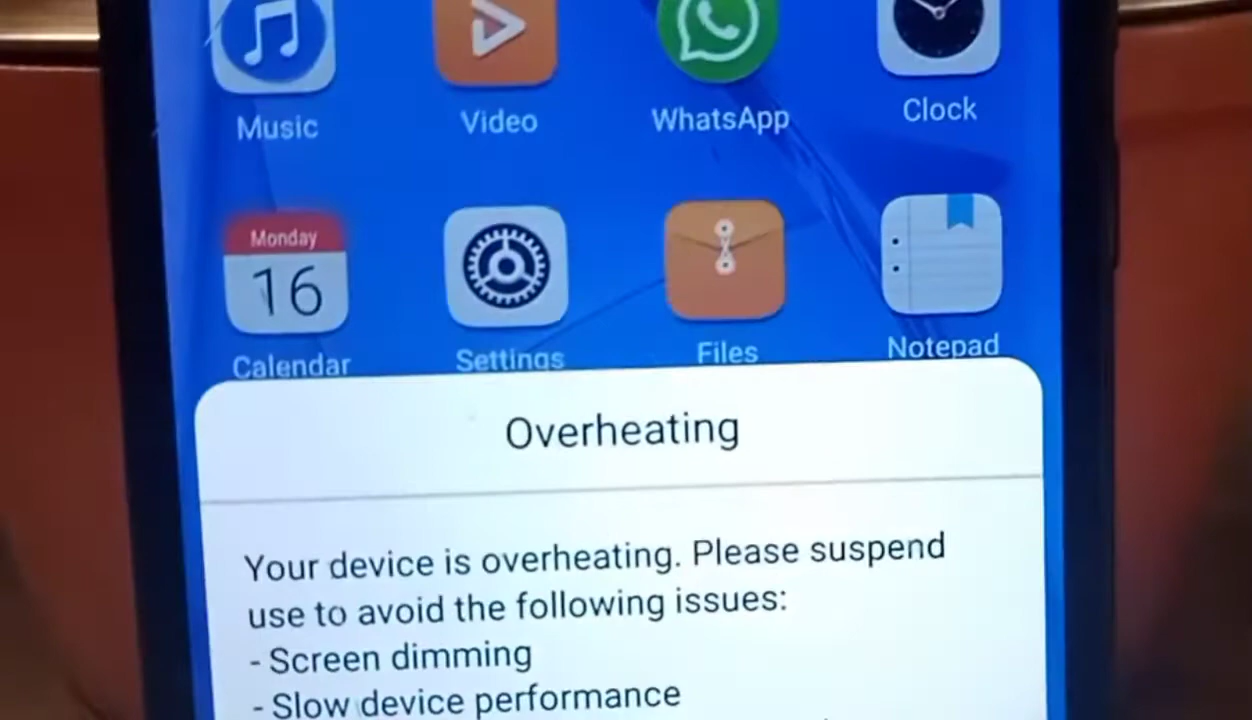 Music Video WhatsApp Clock
Monday
16
Calendar Settings Files Notepad
Overheating
Your device is overheating. Please suspend
use to avoid the following issues:
- Screen dimming
- Slow device performance